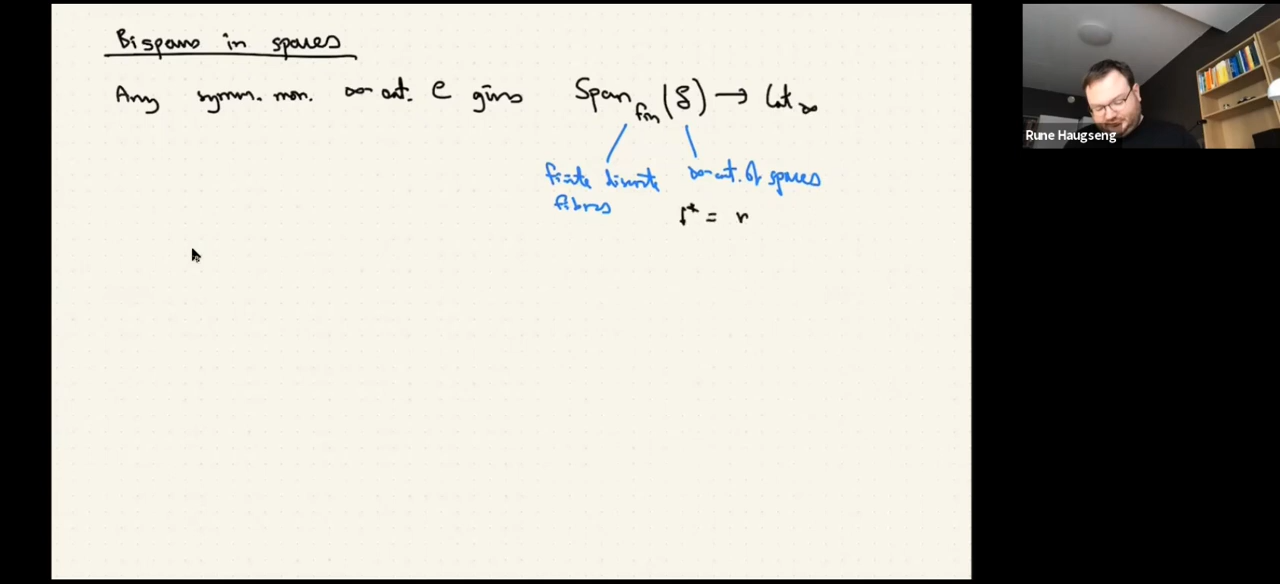 Bispans in spaces
Any symm. mon. ∞-cat. C gives Span_fin(S) → Cat_∞
finite discrete fibres
∞-cat. of spaces
f* = r
Rune Haugseng